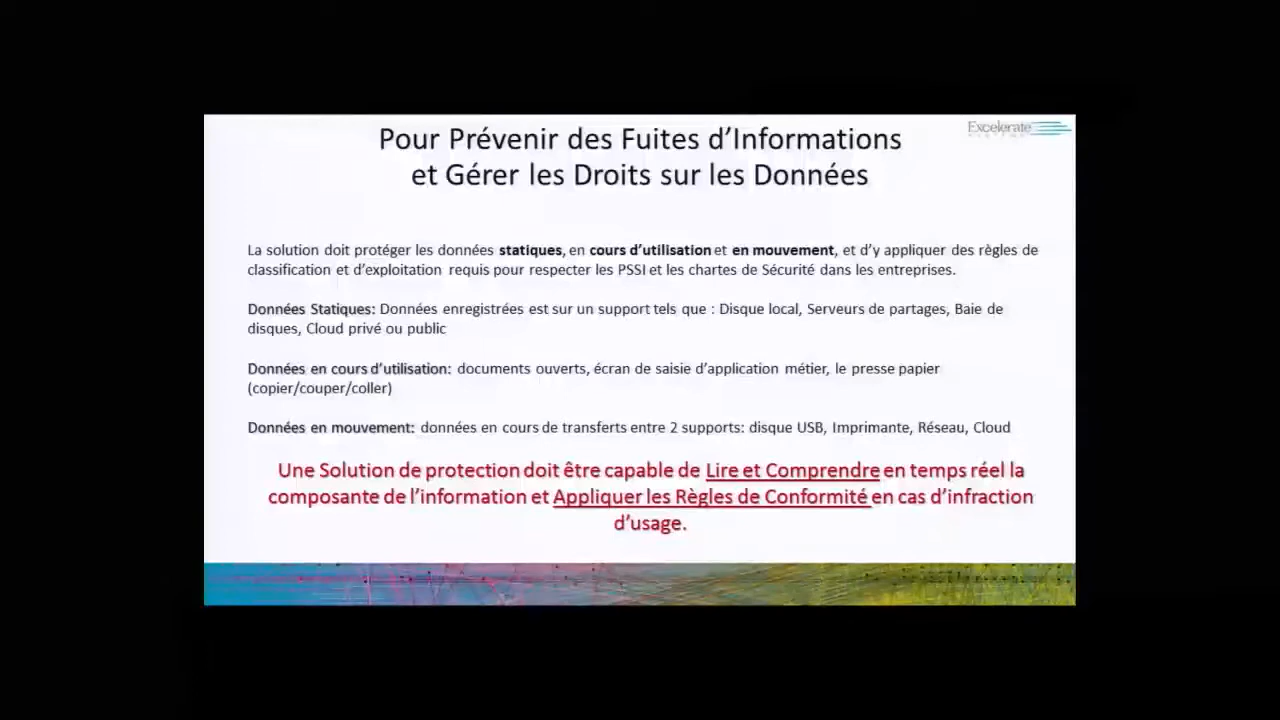 Pour Prévenir des Fuites d'Informations
et Gérer les Droits sur les Données
Excelerate
La solution doit protéger les données statiques, en cours d'utilisation et en mouvement, et d'y appliquer des règles de
classification et d'exploitation requis pour respecter les PSSI et les chartes de Sécurité dans les entreprises.
Données Statiques: Données enregistrées est sur un support tels que : Disque local, Serveurs de partages, Baie de
disques, Cloud privé ou public
Données en cours d'utilisation: documents ouverts, écran de saisie d'application métier, le presse papier
(copier/couper/coller)
Données en mouvement: données en cours de transferts entre 2 supports: disque USB, Imprimante, Réseau, Cloud
Une Solution de protection doit être capable de Lire et Comprendre en temps réel la
composante de l'information et Appliquer les Règles de Conformité en cas d'infraction
d'usage.